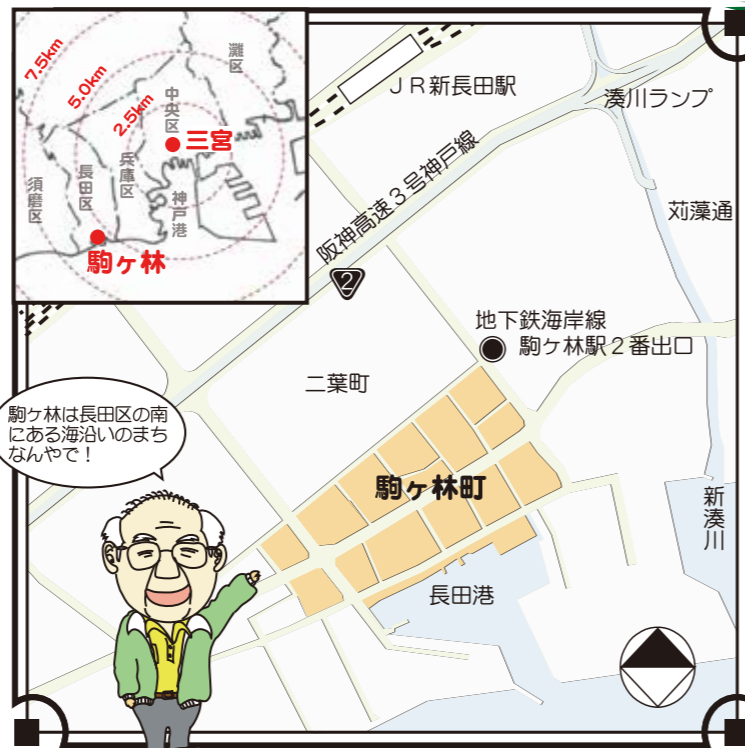 7.5km
5.0km
2.5km
灘区
中央区
三宮
兵庫区
長田区
須磨区
神戸港
駒ヶ林
JR新長田駅
湊川ランプ
阪神高速3号神戸線
2
苅藻通
地下鉄海岸線
駒ヶ林駅2番出口
二葉町
駒ヶ林は長田区の南
にある海沿いのまち
なんやで!
駒ヶ林町
新湊川
長田港